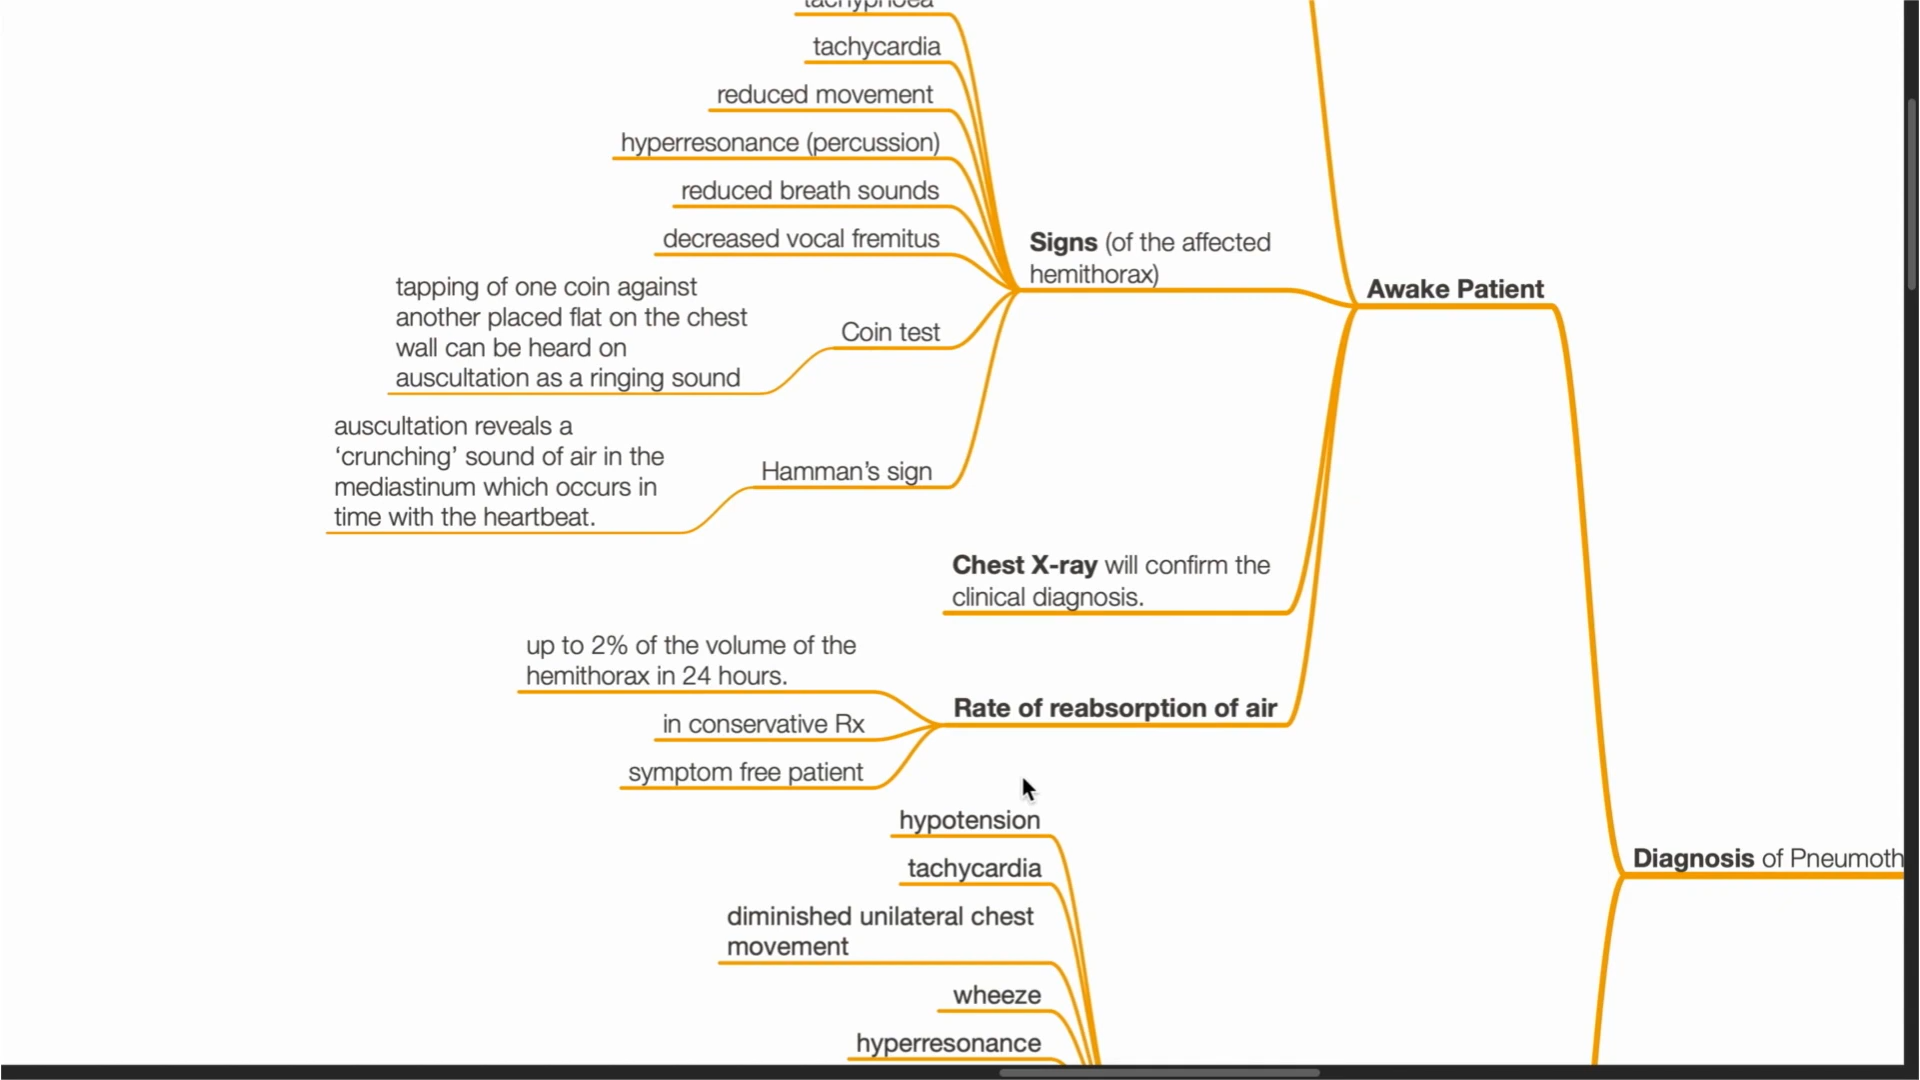 tachypnoea
tachycardia
reduced movement
hyperresonance (percussion)
reduced breath sounds
decreased vocal fremitus
Signs (of the affected
hemithorax)
Awake Patient
tapping of one coin against
another placed flat on the chest
wall can be heard on
auscultation as a ringing sound
Coin test
auscultation reveals a
‘crunching’ sound of air in the
mediastinum which occurs in
time with the heartbeat.
Hamman’s sign
Chest X-ray will confirm the
clinical diagnosis.
up to 2% of the volume of the
hemithorax in 24 hours.
in conservative Rx
symptom free patient
Rate of reabsorption of air
hypotension
tachycardia
diminished unilateral chest
movement
wheeze
hyperresonance
Diagnosis of Pneumoth